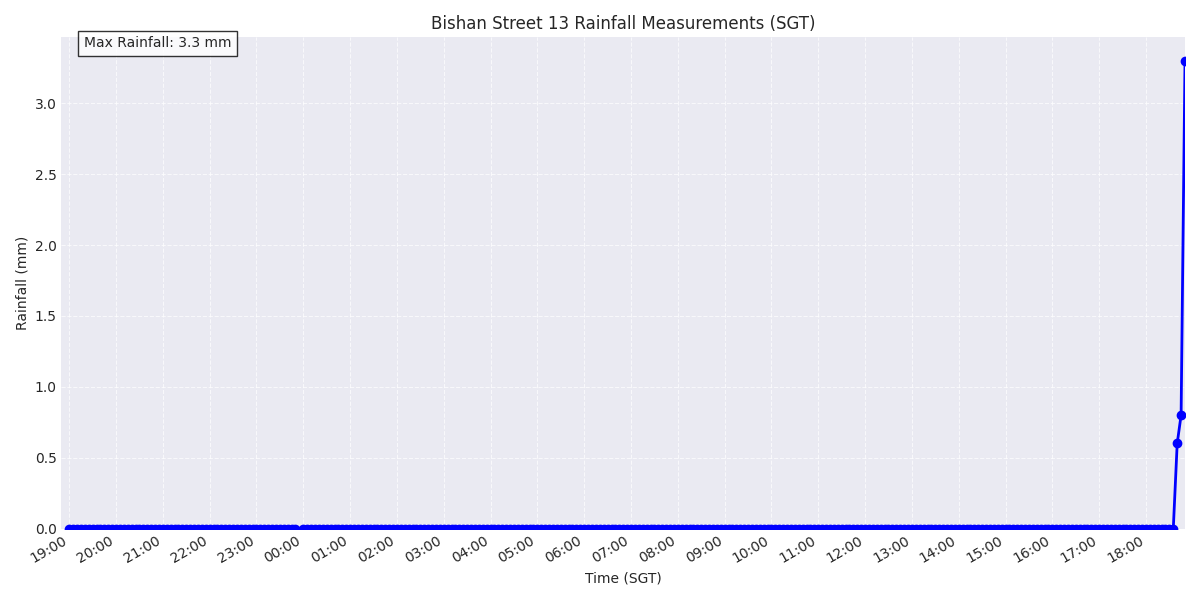 Bishan Street 13 Rainfall Measurements (SGT)
Max Rainfall: 3.3 mm
3.0
2.5
2.0
1.5
1.0
0.5
0.0
Rainfall (mm)
19:00 20:00 21:00 22:00 23:00 00:00 01:00 02:00 03:00 04:00 05:00 06:00 07:00 08:00 09:00 10:00 11:00 12:00 13:00 14:00 15:00 16:00 17:00 18:00
Time (SGT)